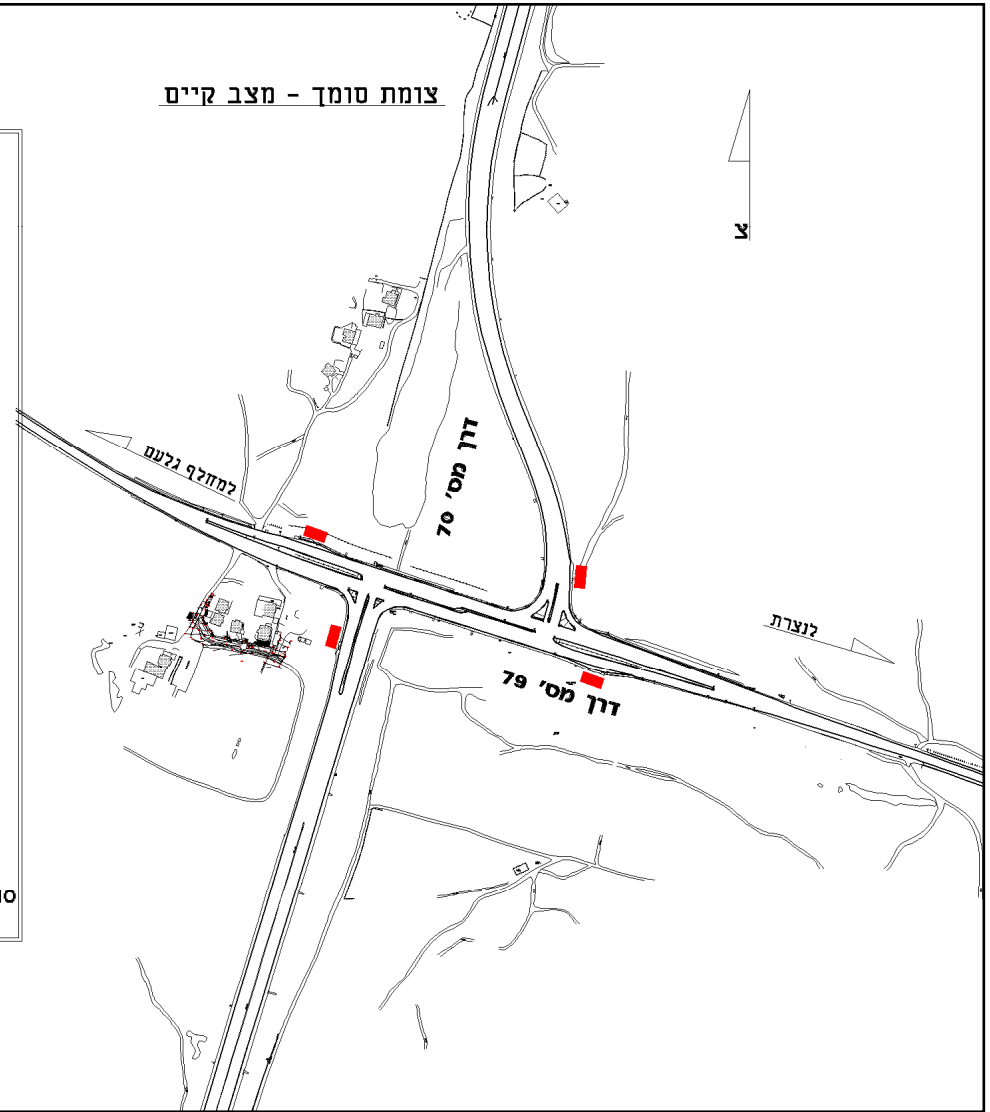 צומת סומך - מצב קיים
צ
דרך מס' 70
למחלף גלעם
לנצרת
דרך מס' 79